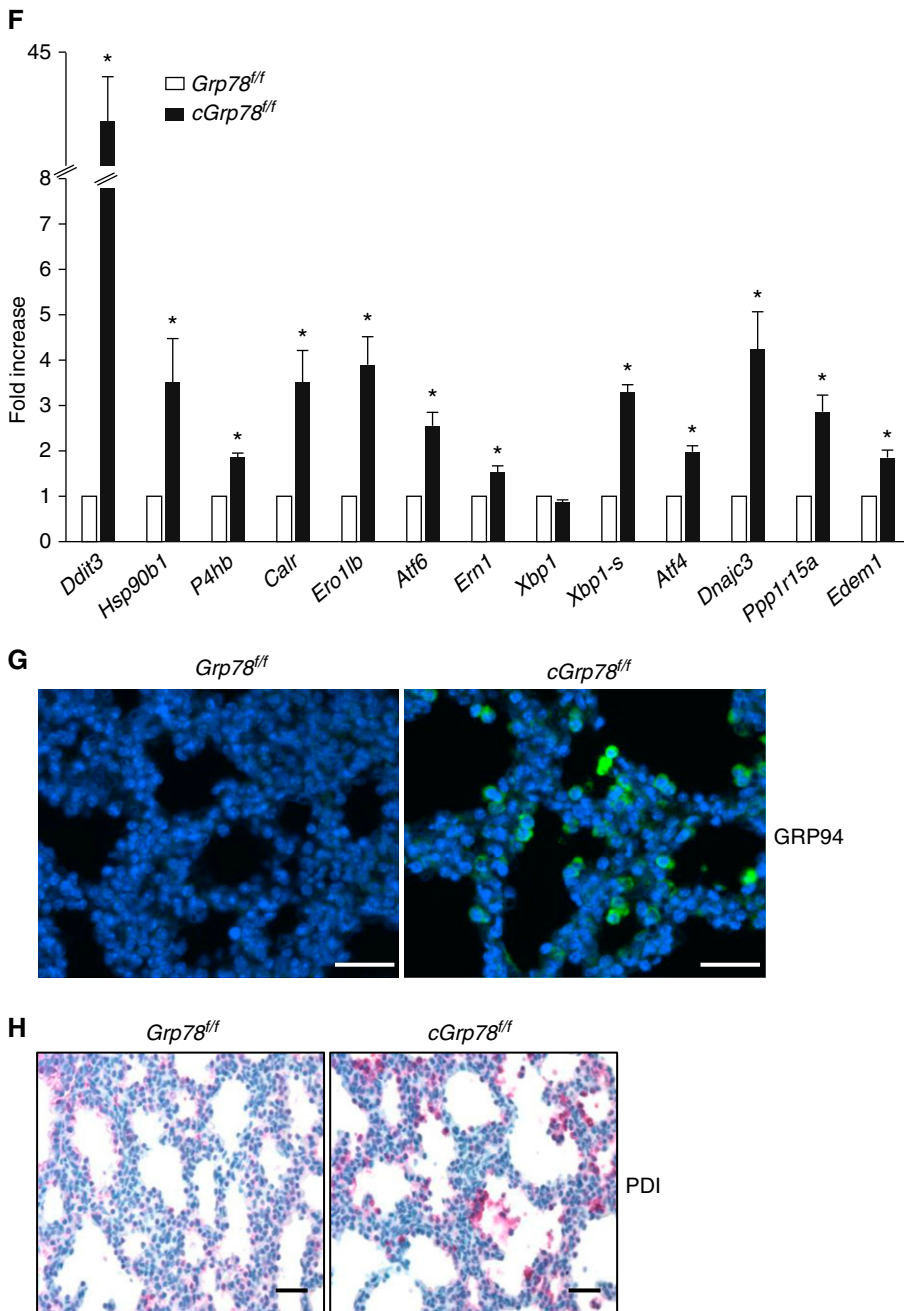 F
45
*
Grp78f/f
cGrp78f/f
8
7
6
5
4
3
2
1
0
Fold increase
* * * * * * * * * * *
Ddit3 Hsp90b1 P4hb Calr Ero1lb Atf6 Ern1 Xbp1 Xbp1-s Atf4 Dnajc3 Ppp1r15a Edem1
G
Grp78f/f cGrp78f/f
GRP94
H
Grp78f/f cGrp78f/f
PDI